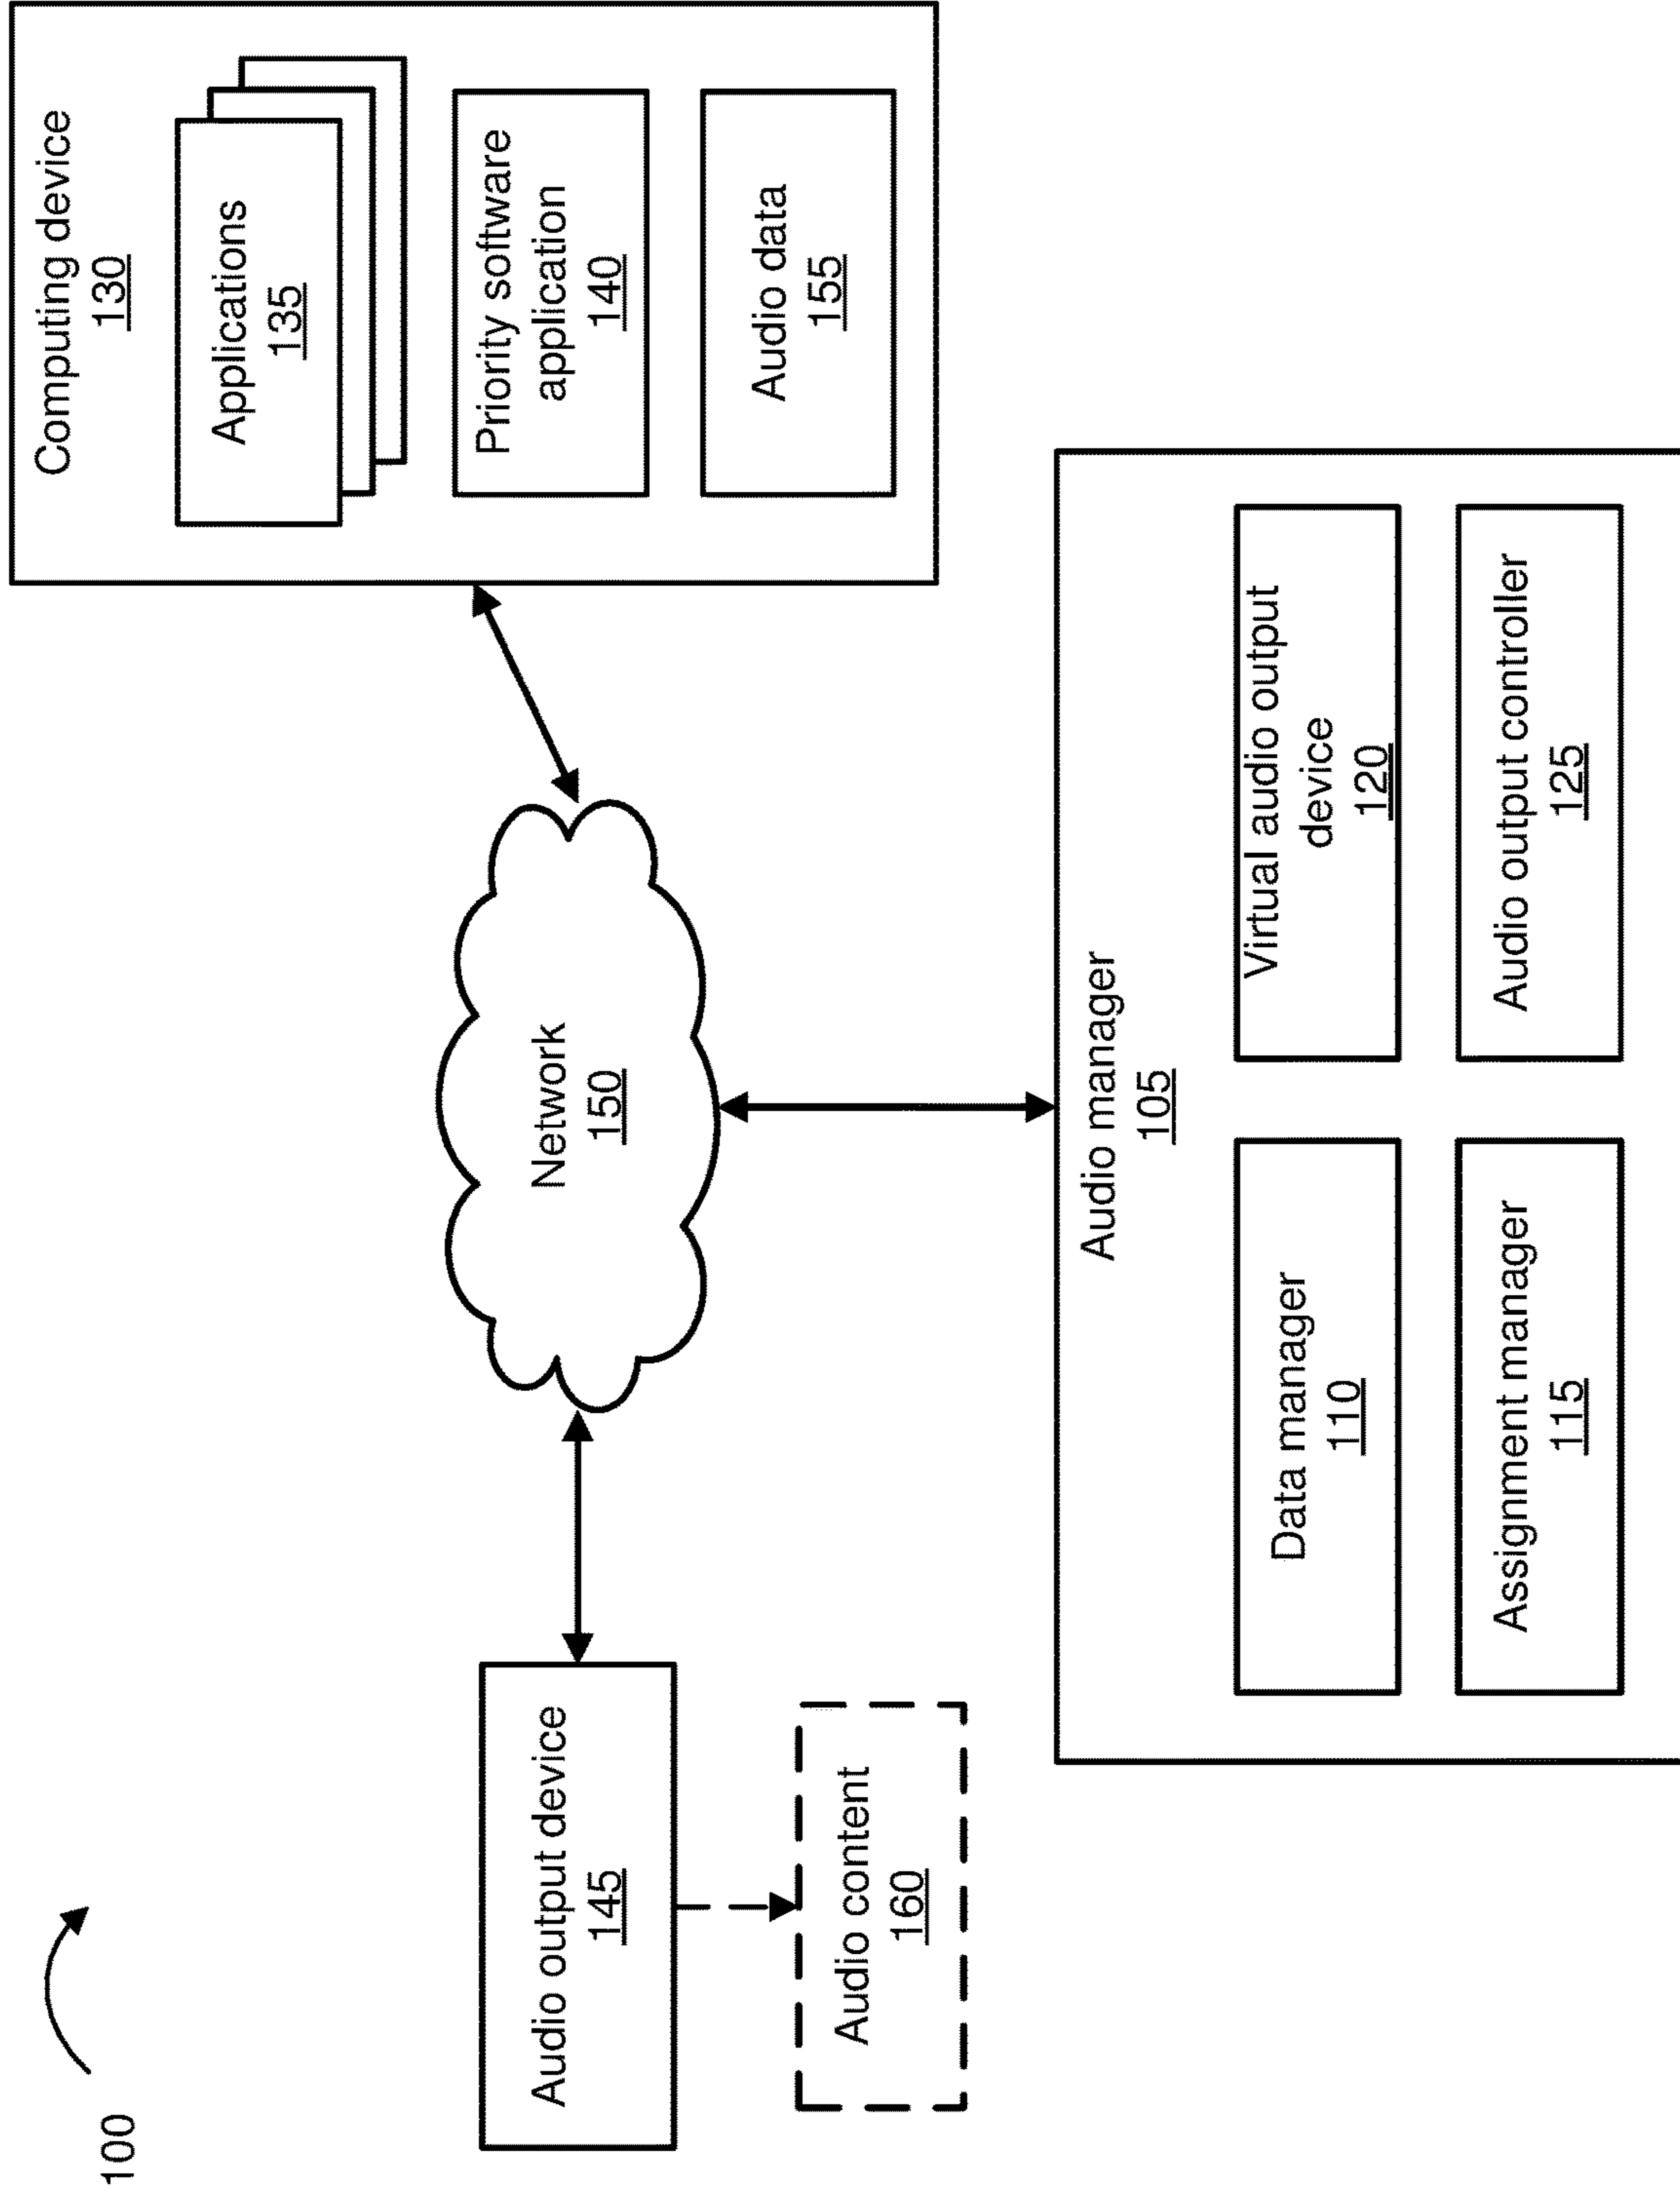 100
Audio output device
145
Audio content
160
Network
150
Computing device
130
Applications
135
Priority software
application
140
Audio data
155
Audio manager
105
Data manager
110
Virtual audio output
device
120
Assignment manager
115
Audio output controller
125